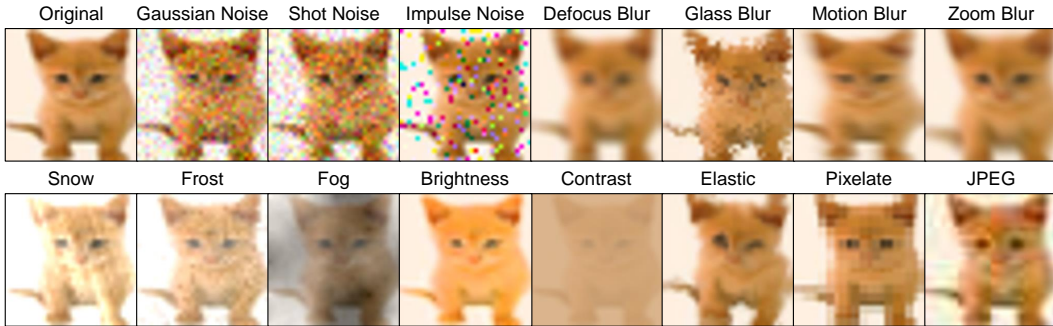 Original Gaussian Noise Shot Noise Impulse Noise Defocus Blur Glass Blur Motion Blur Zoom Blur
Snow Frost Fog Brightness Contrast Elastic Pixelate JPEG